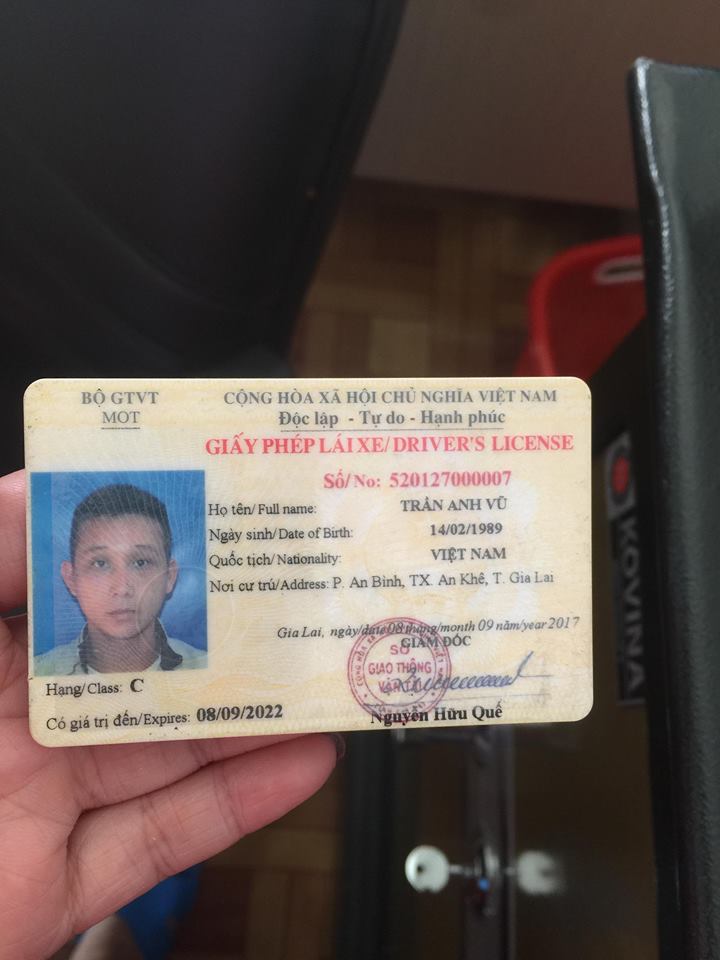 BỘ GTVT
MOT
CỘNG HÒA XÃ HỘI CHỦ NGHĨA VIỆT NAM
Độc lập - Tự do - Hạnh phúc
GIẤY PHÉP LÁI XE/ DRIVER'S LICENSE
Số/ No: 520127000007
Họ tên/ Full name: TRẦN ANH VŨ
Ngày sinh/ Date of Birth: 14/02/1989
Quốc tịch/ Nationality: VIỆT NAM
Nơi cư trú/ Address: P. An Bình, TX. An Khê, T. Gia Lai
Gia Lai, ngày/date 08 tháng/month 09 năm/year 2017
GIÁM ĐỐC
SỞ
GIAO THÔNG
VẬN TẢI
Nguyễn Hữu Quế
Hạng/ Class: C
Có giá trị đến/ Expires: 08/09/2022
KOVINA